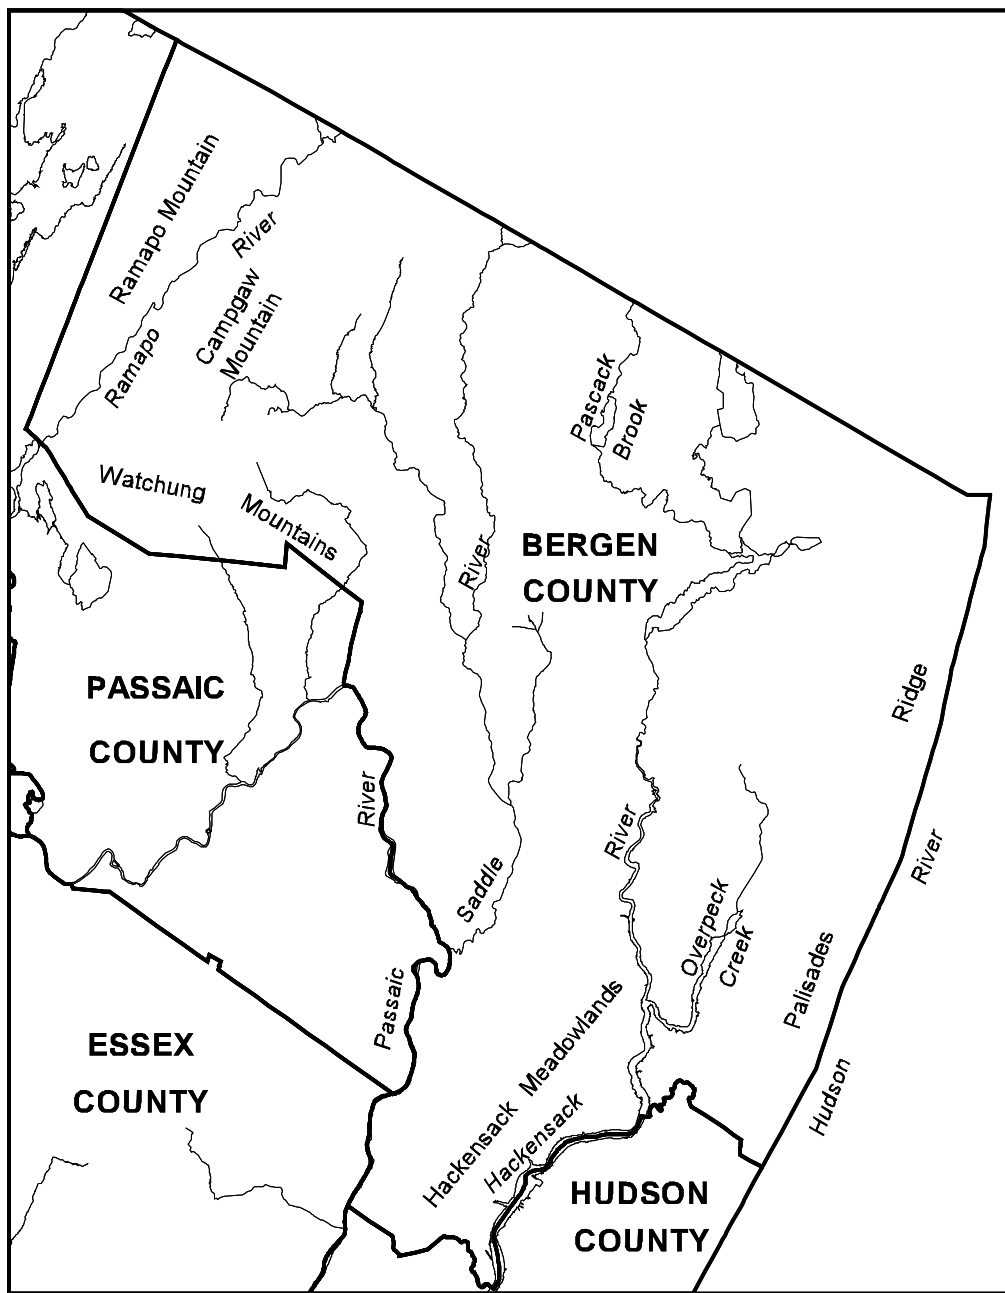 Ramapo Mountain
River
Ramapo
Campgaw
Mountain
Pascack
Brook
Watchung
Mountains
River
BERGEN
COUNTY
PASSAIC
COUNTY
Ridge
River
River
River
Saddle
Overpeck
Creek
Palisades
Passaic
ESSEX
COUNTY
Hackensack Meadowlands
Hackensack
Hudson
HUDSON
COUNTY